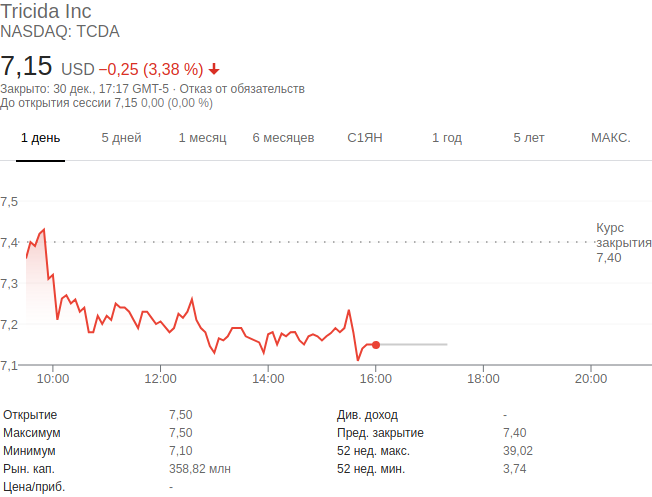 Tricida Inc
NASDAQ: TCDA
7,15 USD −0,25 (3,38 %)
Закрыто: 30 дек., 17:17 GMT-5 · Отказ от обязательств
До открытия сессии 7,15 0,00 (0,00 %)
1 день 5 дней 1 месяц 6 месяцев С1ЯН 1 год 5 лет МАКС.
7,5
Курс
7,4 закрытия
7,40
7,3
7,2
7,1
10:00 12:00 14:00 16:00 18:00 20:00
Открытие 7,50 Див. доход -
Максимум 7,50 Пред. закрытие 7,40
Минимум 7,10 52 нед. макс. 39,02
Рын. кап. 358,82 млн 52 нед. мин. 3,74
Цена/приб. -